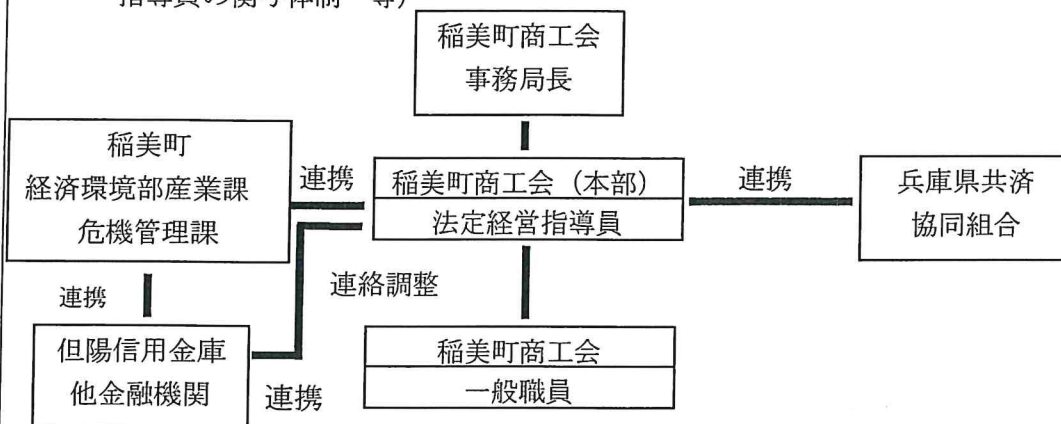 指導員の関与体制 等）
稲美町商工会
事務局長
稲美町
経済環境部産業課
危機管理課
連携
稲美町商工会（本部）
法定経営指導員
連携
兵庫県共済
協同組合
連携
連絡調整
但陽信用金庫
他金融機関
連携
稲美町商工会
一般職員